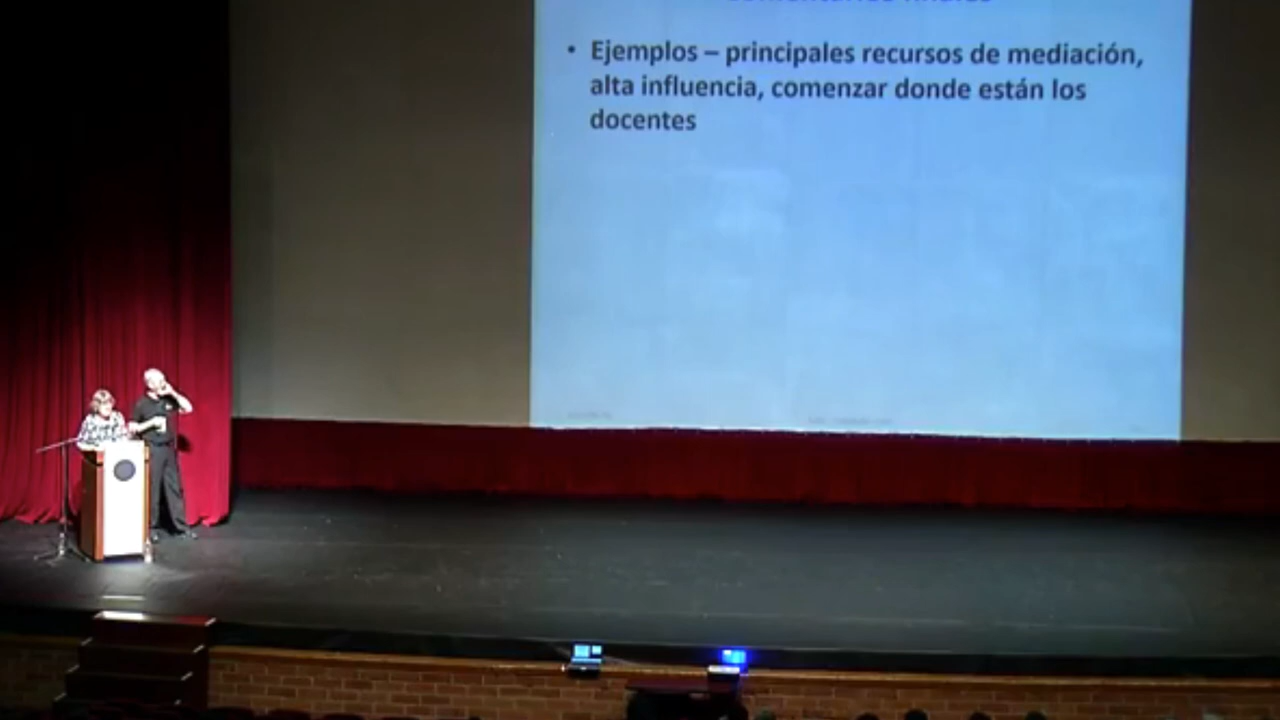 • Ejemplos – principales recursos de mediación,
alta influencia, comenzar donde están los
docentes